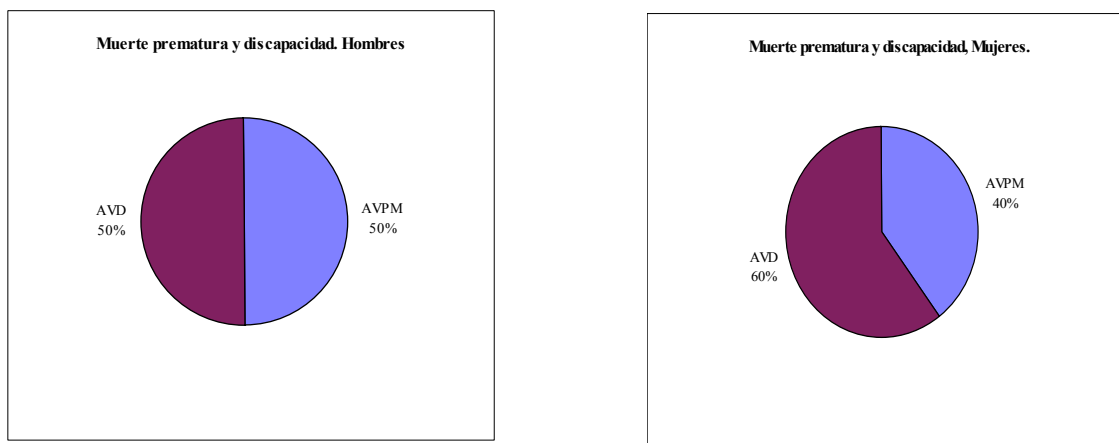 Muerte prematura y discapacidad. Hombres
AVD
50%
AVPM
50%
Muerte prematura y discapacidad, Mujeres.
AVPM
40%
AVD
60%